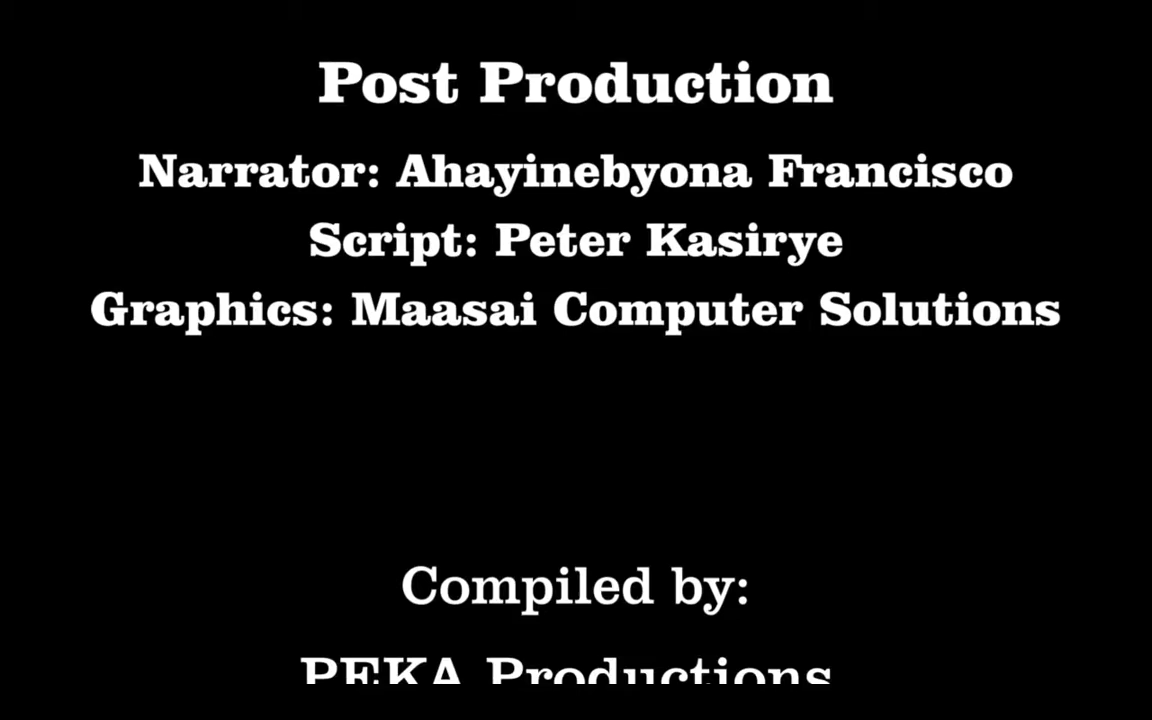 Post Production
Narrator: Ahayinebyona Francisco
Script: Peter Kasirye
Graphics: Maasai Computer Solutions
Compiled by:
PEKA Productions